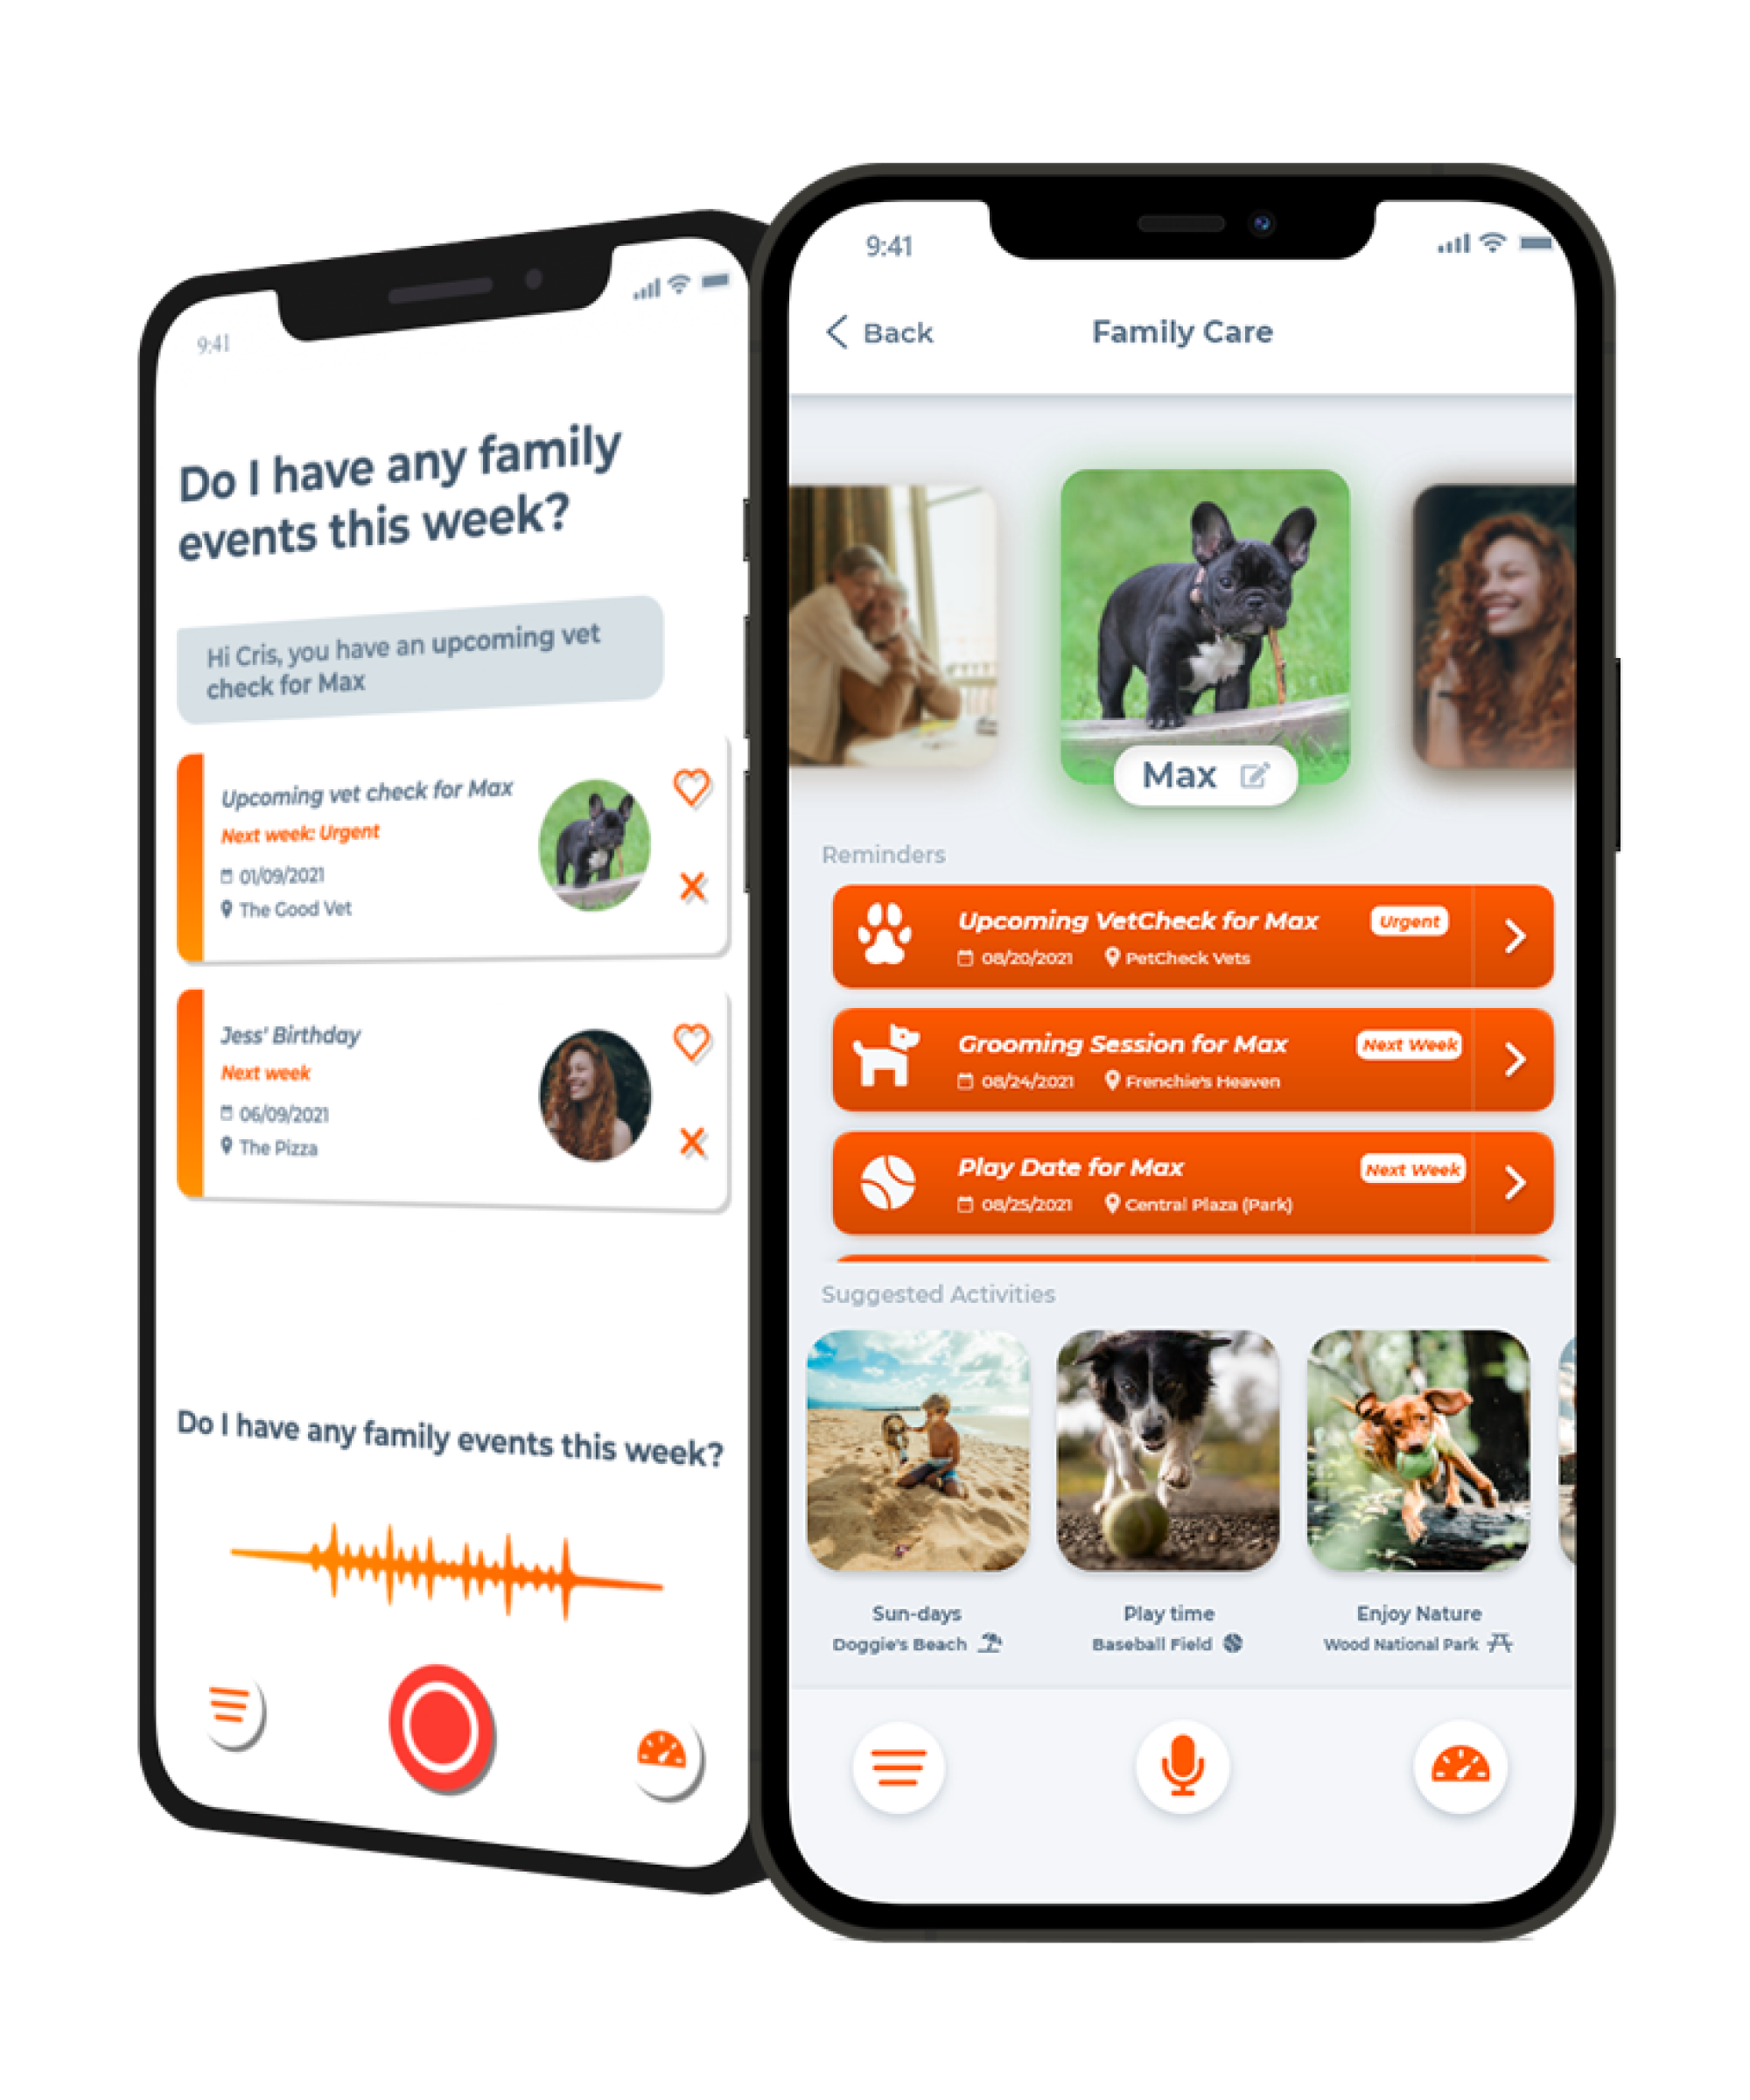 9:41
Do I have any family
events this week?
Hi Cris, you have an upcoming vet
check for Max
Upcoming vet check for Max
Next week: Urgent
01/09/2021
The Good Vet
Jess' Birthday
Next week
06/09/2021
The Pizza
Do I have any family events this week?
9:41
Back
Family Care
Max
Reminders
Upcoming VetCheck for Max Urgent
08/20/2021 PetCheck Vets
Grooming Session for Max Next Week
08/24/2021 Frenchie's Heaven
Play Date for Max Next Week
08/25/2021 Central Plaza (Park)
Suggested Activities
Sun-days
Doggie's Beach
Play time
Baseball Field
Enjoy Nature
Wood National Park